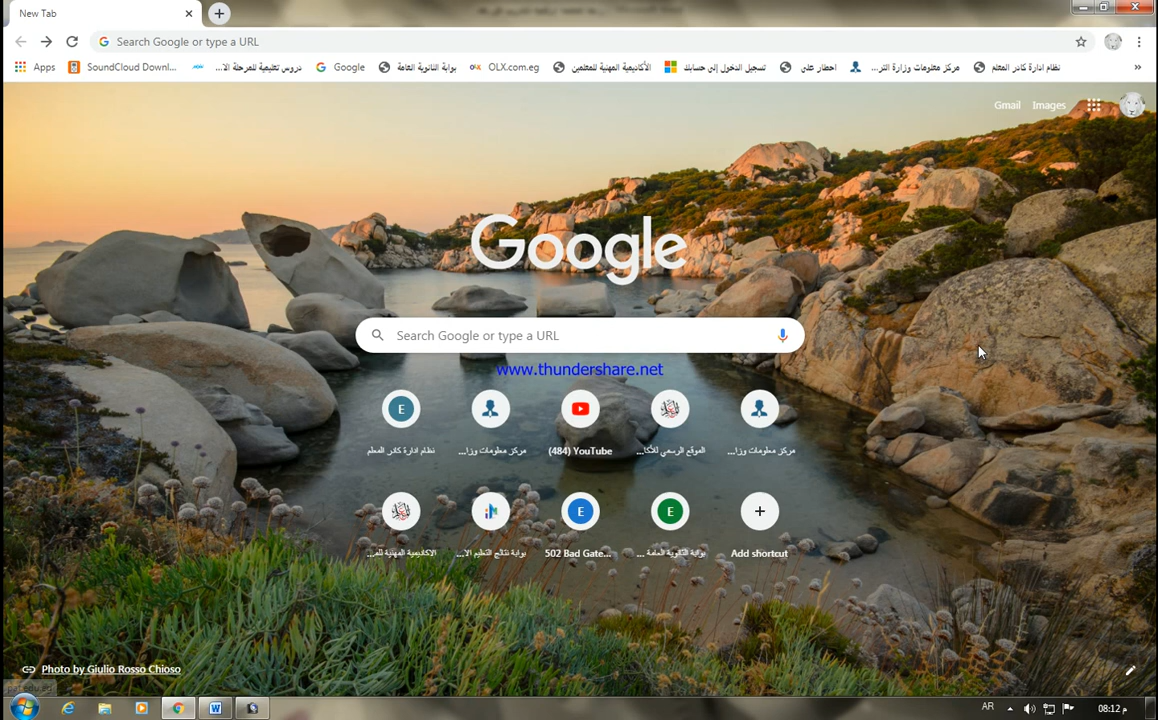 New Tab
Search Google or type a URL
Apps
SoundCloud Downl...
دروس تعليمية للمرحلة الا...
Google
بوابة الثانوية العامة
OLX.com.eg
الأكاديمية المهنية للمعلمين
تسجيل الدخول إلى حسابك
احظار علي
مركز معلومات وزارة التر...
نظام ادارة كادر المعلم
»
Gmail
Images
Google
Search Google or type a URL
www.thundershare.net
E
نظام ادارة كادر المعلم
مركز معلومات وزا...
(484) YouTube
الموقع الرسمي للأكا...
مركز معلومات وزا...
الاكاديمية المهنية للم...
بوابة نتائج التعليم الا...
E
502 Bad Gate...
E
بوابة الثانوية العامة ...
Add shortcut
Photo by Giulio Rosso Chioso
AR
08:12 م